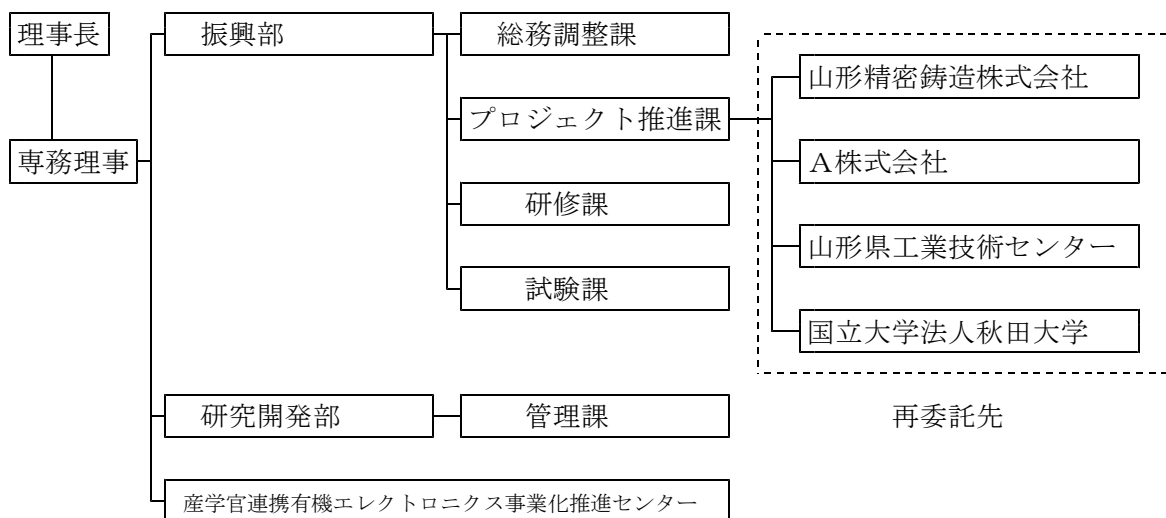 理事長
専務理事
振興部
総務調整課
プロジェクト推進課
研修課
試験課
山形精密鋳造株式会社
A株式会社
山形県工業技術センター
国立大学法人秋田大学
再委託先
研究開発部
管理課
産学官連携有機エレクトロニクス事業化推進センター